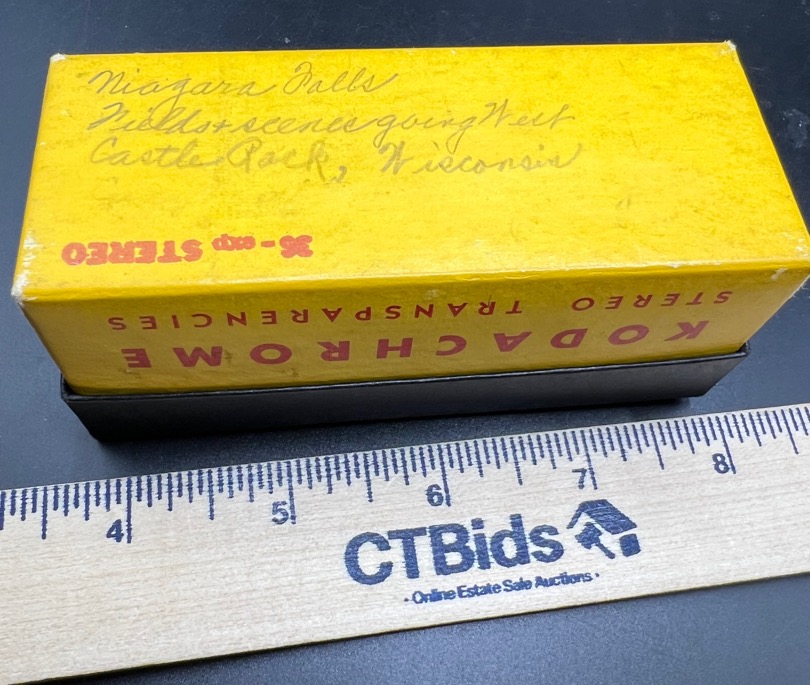 Niagara Falls
Fields + scenes going West
Castle Rock, Wisconsin
36-exp STEREO
STEREO TRANSPARENCIES
KODACHROME
4 5 6 7 8
CTBids
· Online Estate Sale Auctions ·